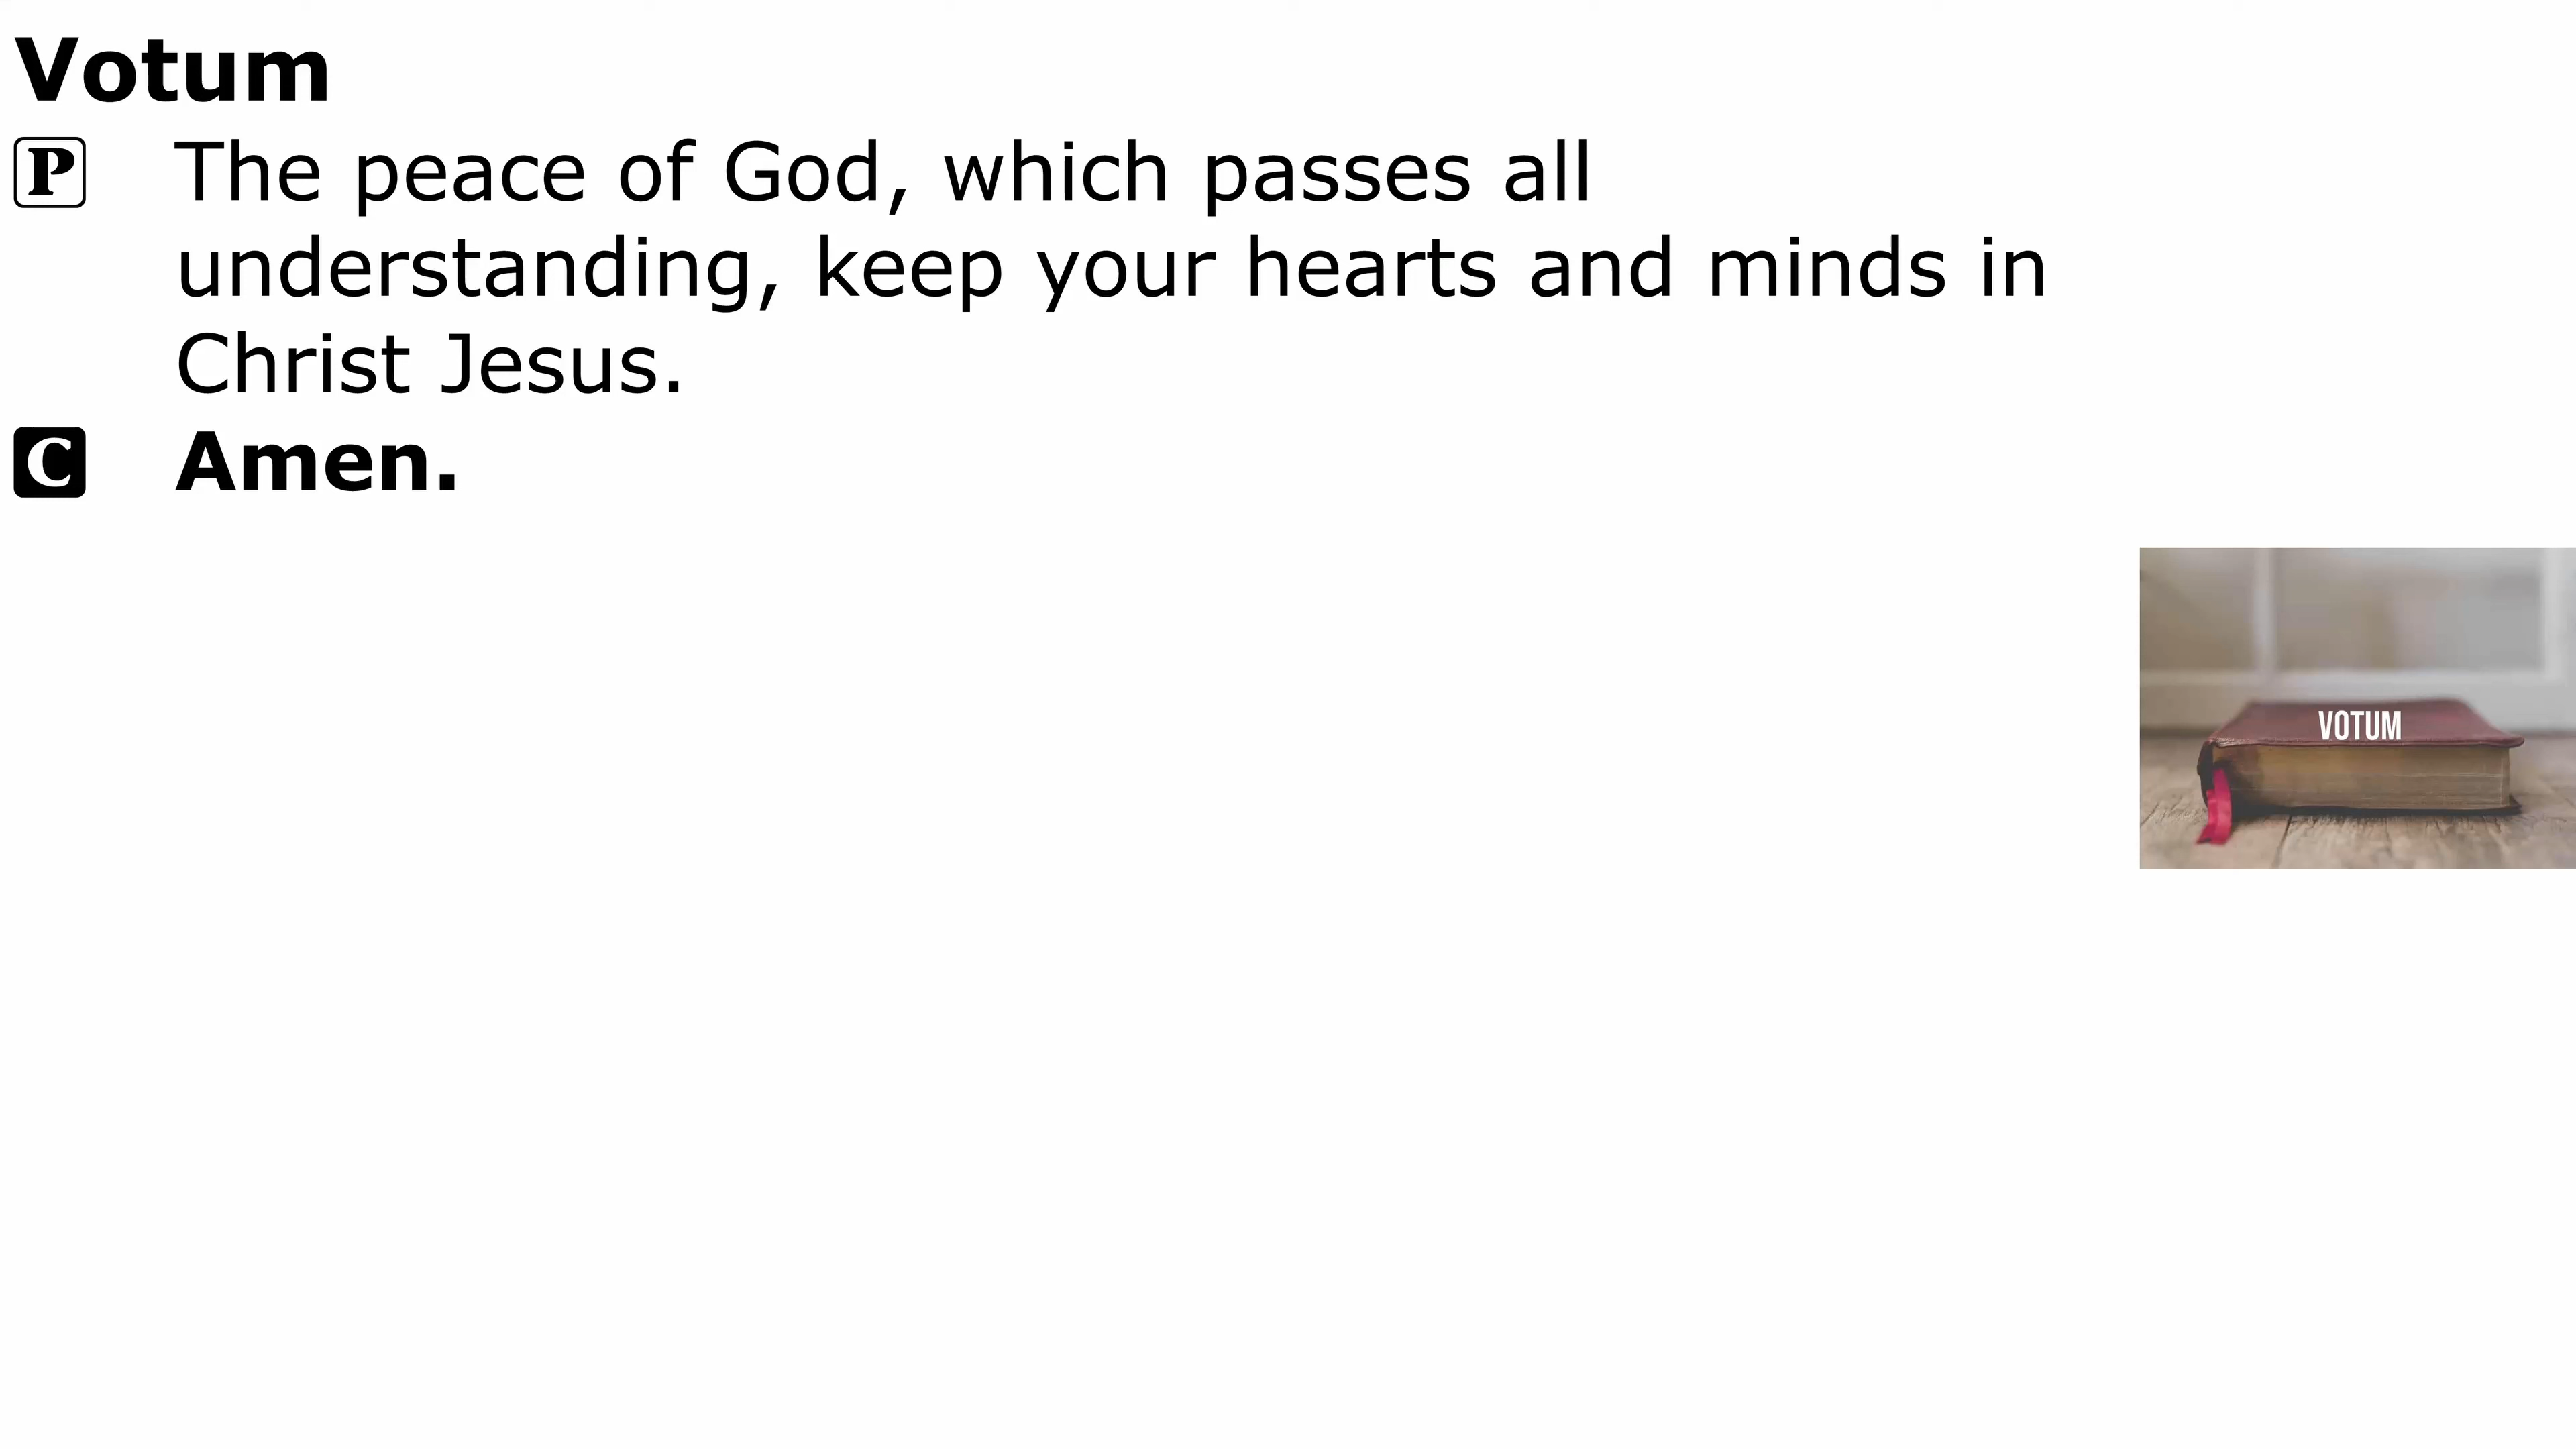 Votum
P The peace of God, which passes all
understanding, keep your hearts and minds in
Christ Jesus.
C Amen.
VOTUM